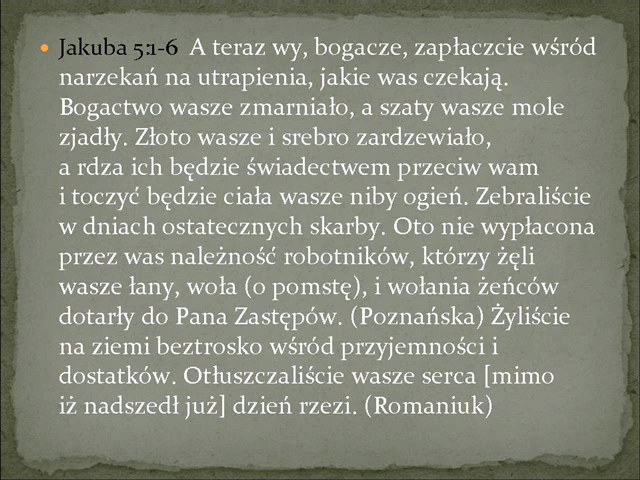 • Jakuba 5:1-6 A teraz wy, bogacze, zapłaczcie wśród
narzekań na utrapienia, jakie was czekają.
Bogactwo wasze zmarniało, a szaty wasze mole
zjadły. Złoto wasze i srebro zardzewiało,
a rdza ich będzie świadectwem przeciw wam
i toczyć będzie ciała wasze niby ogień. Zebraliście
w dniach ostatecznych skarby. Oto nie wypłacona
przez was należność robotników, którzy żęli
wasze łany, woła (o pomstę), i wołania żeńców
dotarły do Pana Zastępów. (Poznańska) Żyliście
na ziemi beztrosko wśród przyjemności i
dostatków. Otłuszczaliście wasze serca [mimo
iż nadszedł już] dzień rzezi. (Romaniuk)